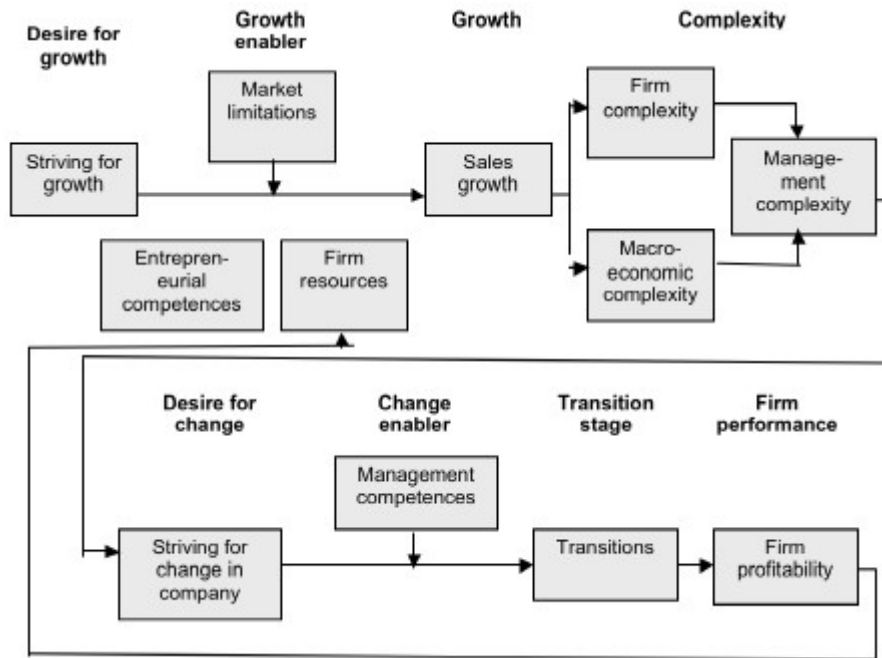 Desire for
growth
Growth
enabler
Growth
Complexity
Market
limitations
Firm
complexity
Striving for
growth
Sales
growth
Manage-
ment
complexity
Entrepren-
eurial
competences
Firm
resources
Macro-
economic
complexity
Desire for
change
Change
enabler
Transition
stage
Firm
performance
Management
competences
Striving for
change in
company
Transitions
Firm
profitability